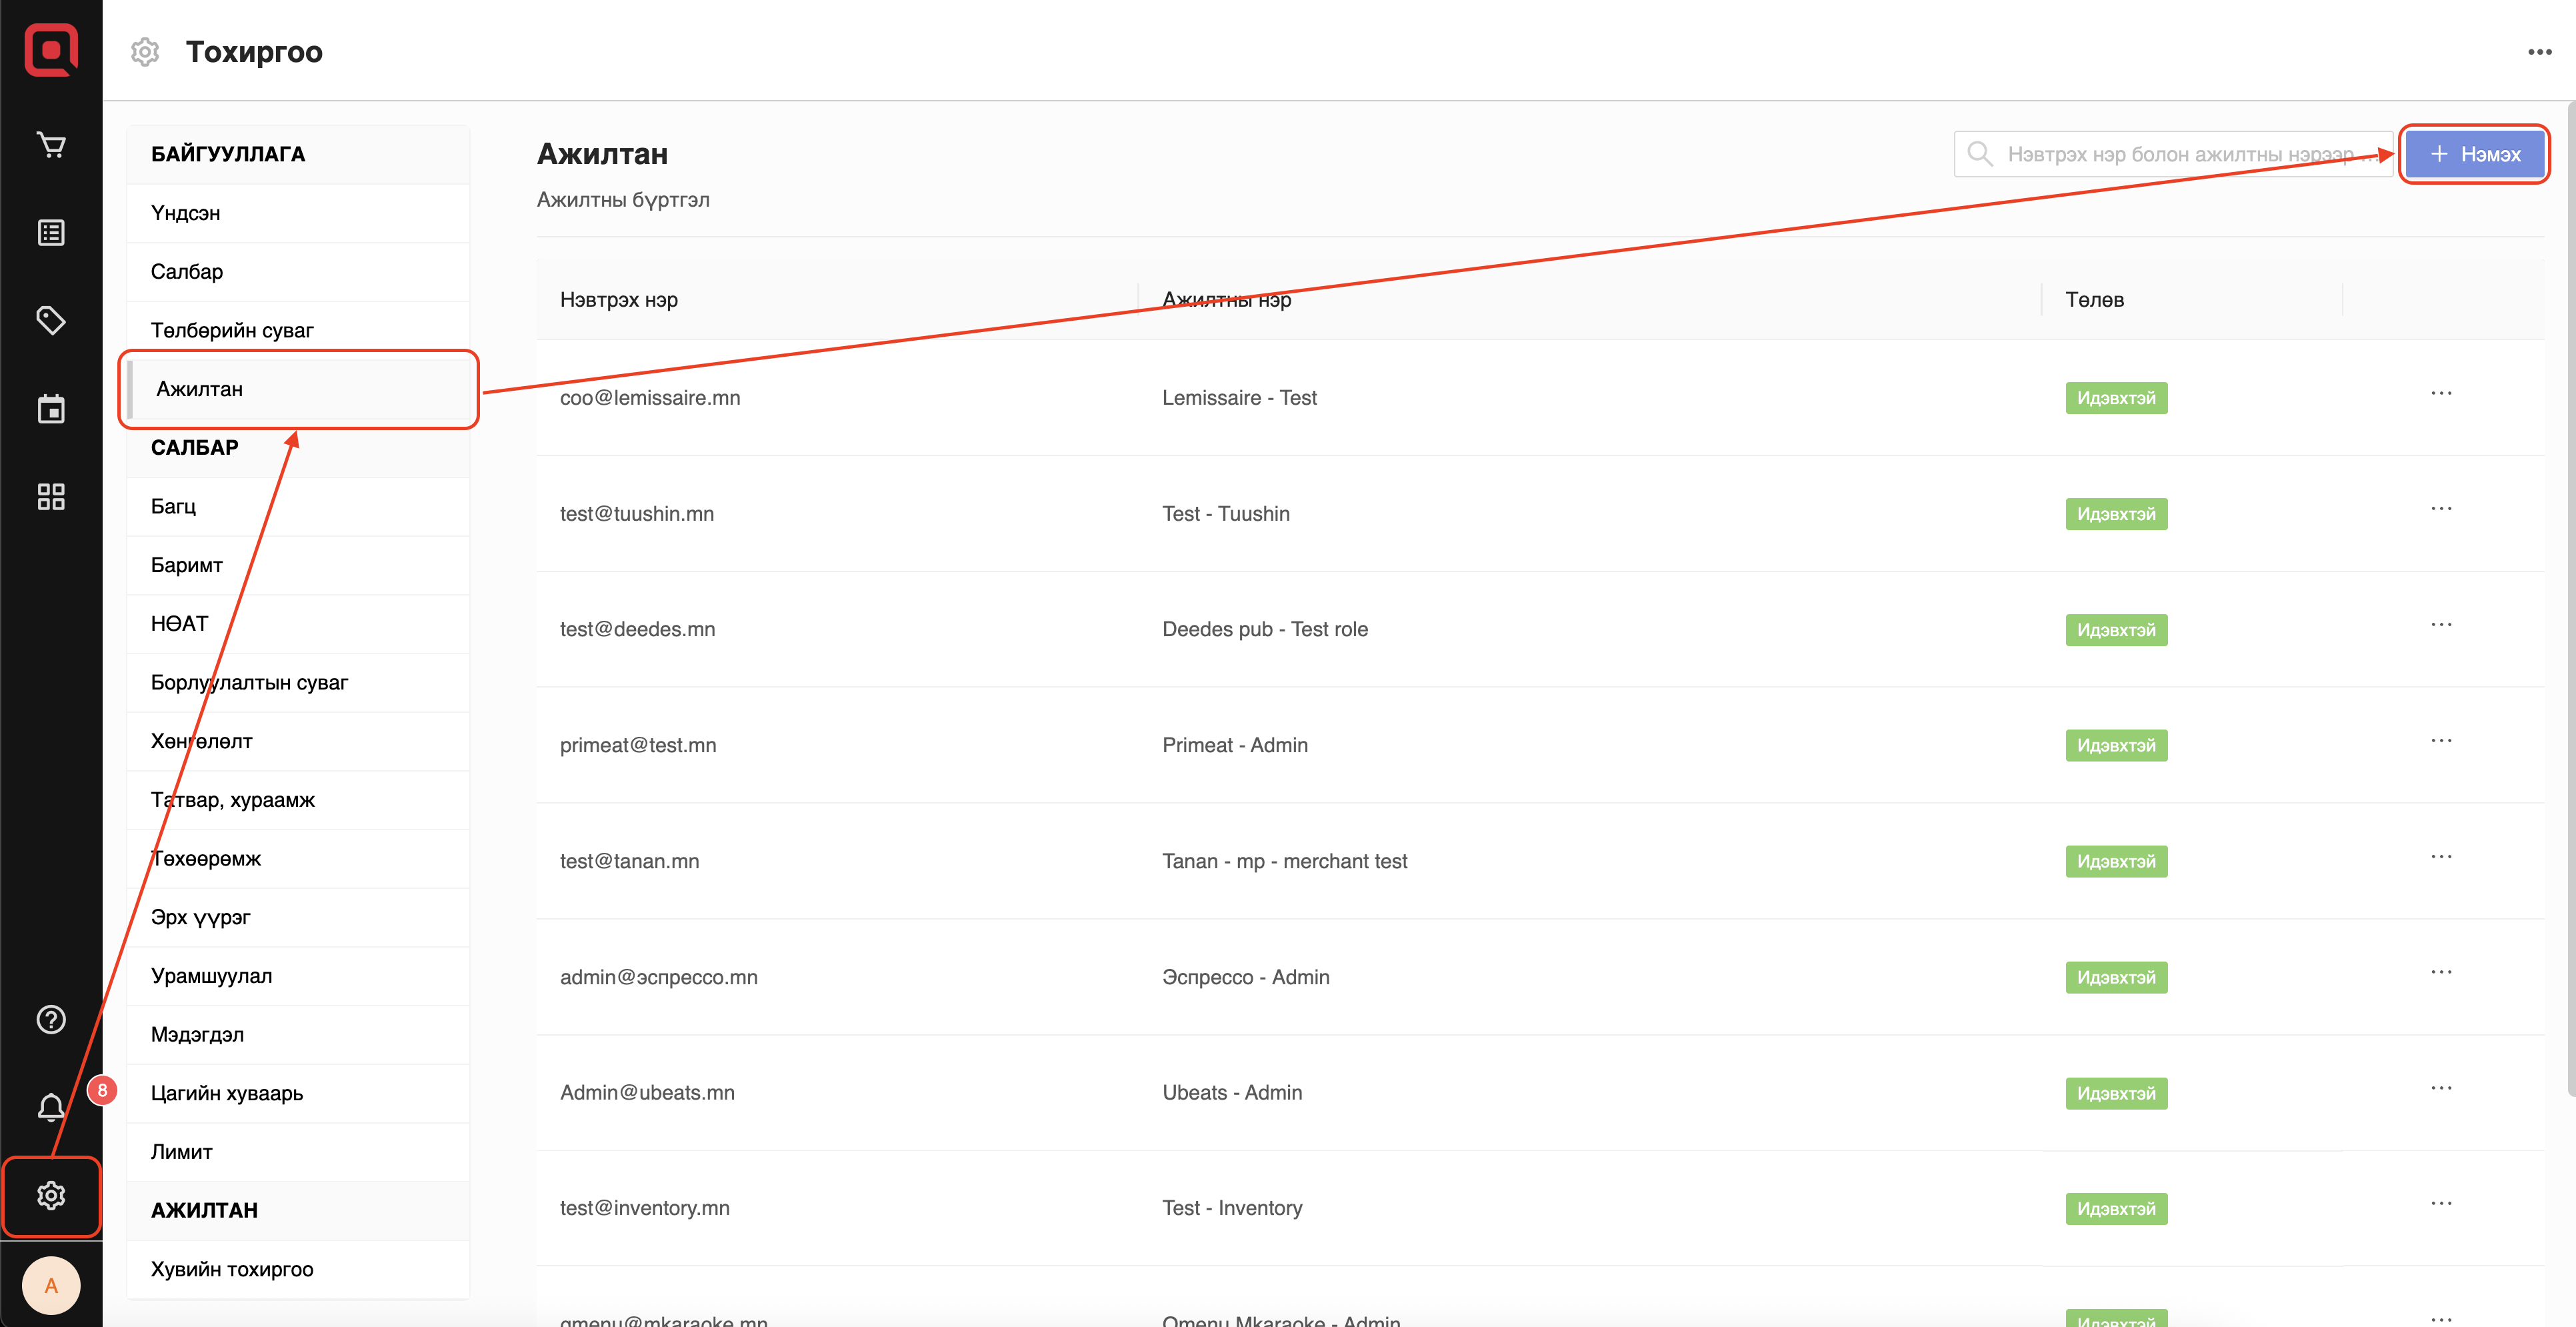 Тохиргоо
БАЙГУУЛЛАГА
Үндсэн
Салбар
Төлбөрийн суваг
Ажилтан
САЛБАР
Багц
Баримт
НӨАТ
Борлуулалтын суваг
Хөнгөлөлт
Татвар, хураамж
Төхөөрөмж
Эрх үүрэг
Урамшуулал
Мэдэгдэл
Цагийн хуваарь
Лимит
АЖИЛТАН
Хувийн тохиргоо
8
A
Ажилтан
Ажилтны бүртгэл
Нэвтрэх нэр болон ажилтны нэрээр ...
+ Нэмэх
Нэвтрэх нэр Ажилтны нэр Төлөв
coo@lemissaire.mn Lemissaire - Test Идэвхтэй
test@tuushin.mn Test - Tuushin Идэвхтэй
test@deedes.mn Deedes pub - Test role Идэвхтэй
primeat@test.mn Primeat - Admin Идэвхтэй
test@tanan.mn Tanan - mp - merchant test Идэвхтэй
admin@эспрессо.mn Эспрессо - Admin Идэвхтэй
Admin@ubeats.mn Ubeats - Admin Идэвхтэй
test@inventory.mn Test - Inventory Идэвхтэй
qmenu@mkaraoke.mn Qmenu Mkaraoke - Admin Идэвхтэй